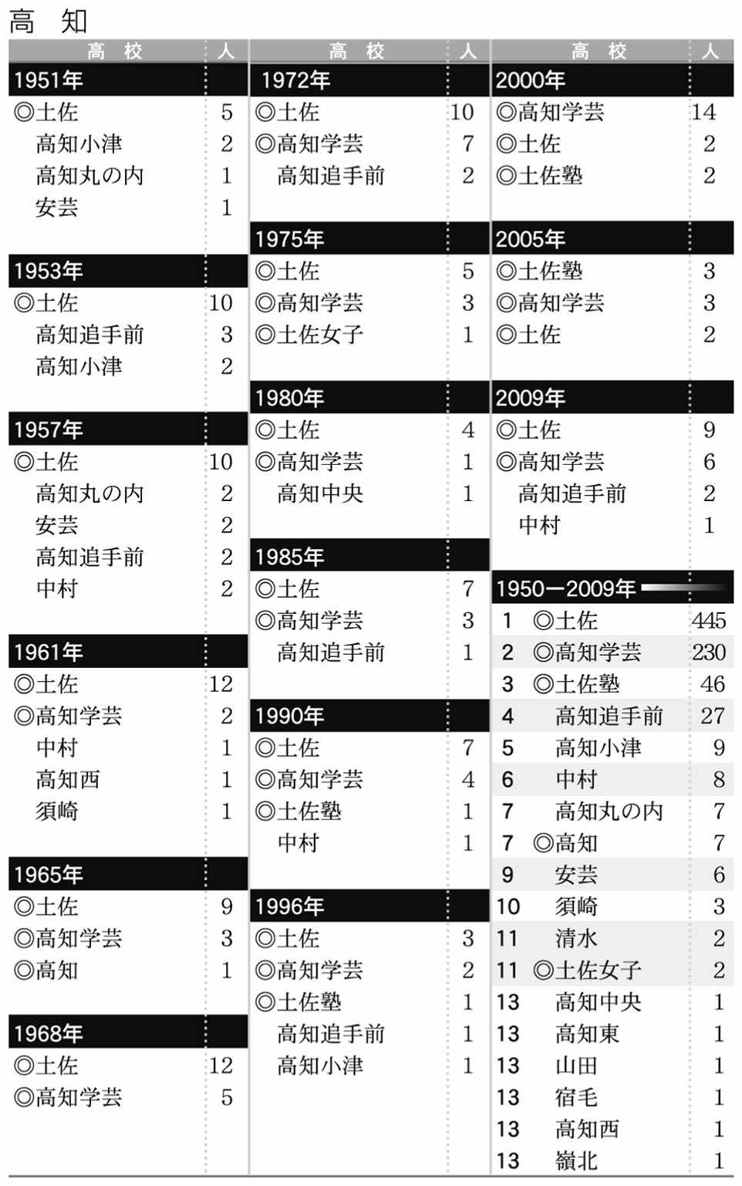 高 知
高 校 人
1951年
◎土佐 5
高知小津 2
高知丸の内 1
安芸 1
1953年
◎土佐 10
高知追手前 3
高知小津 2
1957年
◎土佐 10
高知丸の内 2
安芸 2
高知追手前 2
中村 2
1961年
◎土佐 12
◎高知学芸 2
中村 1
高知西 1
須崎 1
1965年
◎土佐 9
◎高知学芸 3
◎高知 1
1968年
◎土佐 12
◎高知学芸 5
高 校 人
1972年
◎土佐 10
◎高知学芸 7
高知追手前 2
1975年
◎土佐 5
◎高知学芸 3
◎土佐女子 1
1980年
◎土佐 4
◎高知学芸 1
高知中央 1
1985年
◎土佐 7
◎高知学芸 3
高知追手前 1
1990年
◎土佐 7
◎高知学芸 4
◎土佐塾 1
中村 1
1996年
◎土佐 3
◎高知学芸 2
◎土佐塾 1
高知追手前 1
高知小津 1
高 校 人
2000年
◎高知学芸 14
◎土佐 2
◎土佐塾 2
2005年
◎土佐塾 3
◎高知学芸 3
◎土佐 2
2009年
◎土佐 9
◎高知学芸 6
高知追手前 2
中村 1
1950ー2009年
1 ◎土佐 445
2 ◎高知学芸 230
3 ◎土佐塾 46
4 高知追手前 27
5 高知小津 9
6 中村 8
7 高知丸の内 7
7 ◎高知 7
9 安芸 6
10 須崎 3
11 清水 2
11 ◎土佐女子 2
13 高知中央 1
13 高知東 1
13 山田 1
13 宿毛 1
13 高知西 1
13 嶺北 1